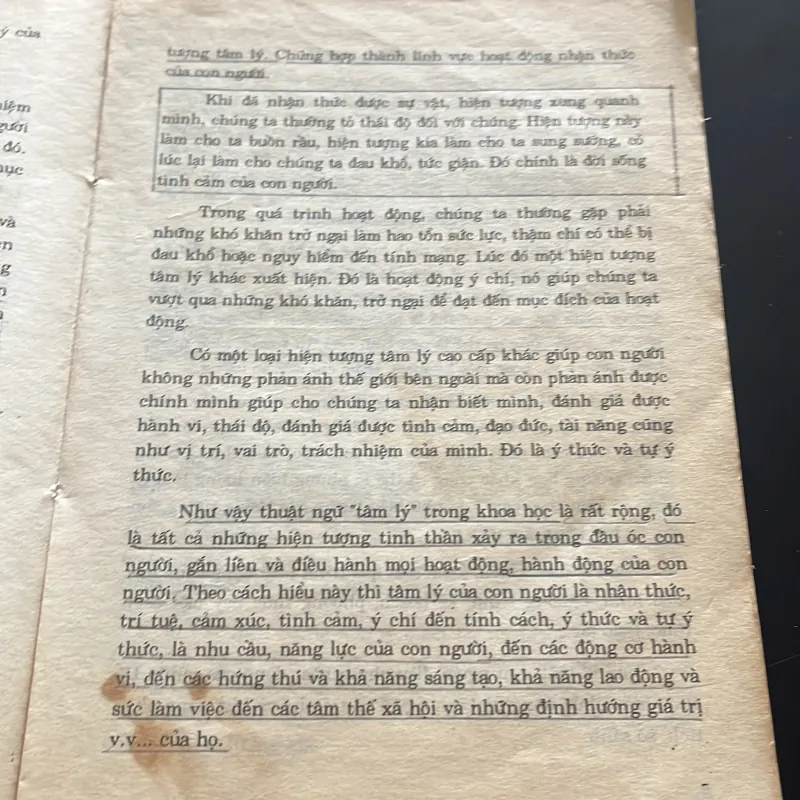 ý của
iệm
gười
đó.
nục
và
ên
g
n
tượng tâm lý. Chúng hợp thành lĩnh vực hoạt động nhận thức
của con người.
Khi đã nhận thức được sự vật, hiện tượng xung quanh
mình, chúng ta thường tỏ thái độ đối với chúng. Hiện tượng này
làm cho ta buồn rầu, hiện tượng kia làm cho ta sung sướng, có
lúc lại làm cho chúng ta đau khổ, tức giận. Đó chính là đời sống
tình cảm của con người.
Trong quá trình hoạt động, chúng ta thường gặp phải
những khó khăn trở ngại làm hao tổn sức lực, thậm chí có thể bị
đau khổ hoặc nguy hiểm đến tính mạng. Lúc đó một hiện tượng
tâm lý khác xuất hiện. Đó là hoạt động ý chí, nó giúp chúng ta
vượt qua những khó khăn, trở ngại để đạt đến mục đích của hoạt
động.
Có một loại hiện tượng tâm lý cao cấp khác giúp con người
không những phản ánh thế giới bên ngoài mà còn phản ánh được
chính mình giúp cho chúng ta nhận biết mình, đánh giá được
hành vi, thái độ, đánh giá được tình cảm, đạo đức, tài năng cũng
như vị trí, vai trò, trách nhiệm của mình. Đó là ý thức và tự ý
thức.
Như vậy thuật ngữ "tâm lý" trong khoa học là rất rộng, đó
là tất cả những hiện tượng tinh thần xảy ra trong đầu óc con
người, gắn liền và điều hành mọi hoạt động, hành động của con
người. Theo cách hiểu này thì tâm lý của con người là nhận thức,
trí tuệ, cảm xúc, tình cảm, ý chí đến tính cách, ý thức và tự ý
thức, là nhu cầu, năng lực của con người, đến các động cơ hành
vi, đến các hứng thú và khả năng sáng tạo, khả năng lao động và
sức làm việc đến các tâm thế xã hội và những định hướng giá trị
v.v... của họ.